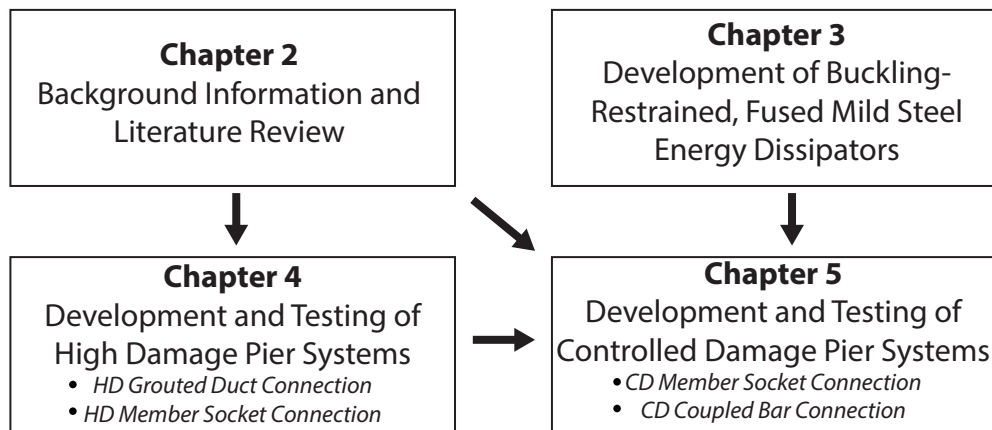 Chapter 2
Background Information and
Literature Review
Chapter 3
Development of Buckling-
Restrained, Fused Mild Steel
Energy Dissipators
Chapter 4
Development and Testing of
High Damage Pier Systems
• HD Grouted Duct Connection
• HD Member Socket Connection
Chapter 5
Development and Testing of
Controlled Damage Pier Systems
• CD Member Socket Connection
• CD Coupled Bar Connection